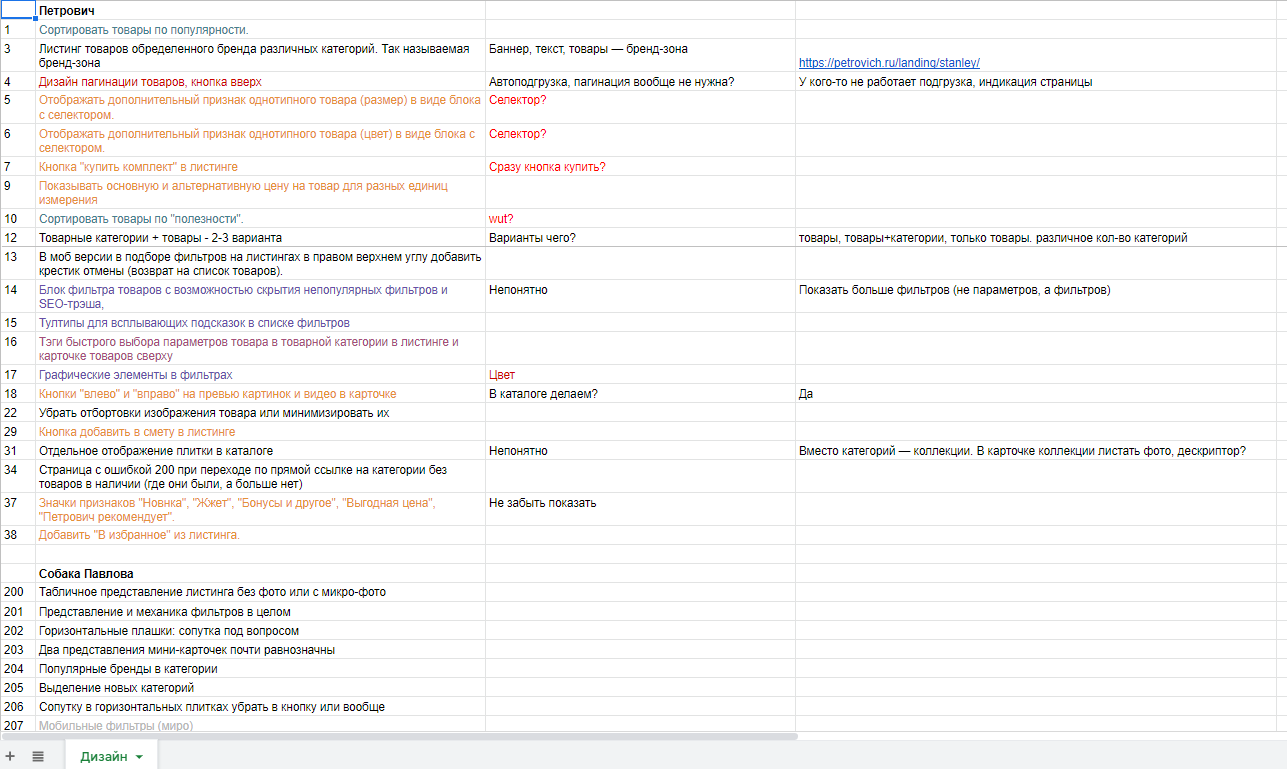 Петрович
1 Сортировать товары по популярности.
3 Листинг товаров обределенного бренда различных категорий. Так называемая Баннер, текст, товары — бренд-зона
бренд-зона https://petrovich.ru/landing/stanley/
4 Дизайн пагинации товаров, кнопка вверх Автоподгрузка, пагинация вообще не нужна? У кого-то не работает подгрузка, индикация страницы
5 Отображать дополнительный признак однотипного товара (размер) в виде блока Селектор?
с селектором.
6 Отображать дополнительный признак однотипного товара (цвет) в виде блока с Селектор?
селектором.
7 Кнопка "купить комплект" в листинге Сразу кнопка купить?
9 Показывать основную и альтернативную цену на товар для разных единиц
измерения
10 Сортировать товары по "полезности". wut?
12 Товарные категории + товары - 2-3 варианта Варианты чего? товары, товары+категории, только товары. различное кол-во категорий
13 В моб версии в подборе фильтров на листингах в правом верхнем углу добавить
крестик отмены (возврат на список товаров).
14 Блок фильтра товаров с возможностью скрытия непопулярных фильтров и Непонятно Показать больше фильтров (не параметров, а фильтров)
SEO-трэша,
15 Тултипы для всплывающих подсказок в списке фильтров
16 Тэги быстрого выбора параметров товара в товарной категории в листинге и
карточке товаров сверху
17 Графические элементы в фильтрах Цвет
18 Кнопки "влево" и "вправо" на превью картинок и видео в карточке В каталоге делаем? Да
22 Убрать отбортовки изображения товара или минимизировать их
29 Кнопка добавить в смету в листинге
31 Отдельное отображение плитки в каталоге Непонятно Вместо категорий — коллекции. В карточке коллекции листать фото, дескриптор?
34 Страница с ошибкой 200 при переходе по прямой ссылке на категории без
товаров в наличии (где они были, а больше нет)
37 Значки признаков "Новнка", "Жжет", "Бонусы и другое", "Выгодная цена", Не забыть показать
"Петрович рекомендует".
38 Добавить "В избранное" из листинга.
Собака Павлова
200 Табличное представление листинга без фото или с микро-фото
201 Представление и механика фильтров в целом
202 Горизонтальные плашки: сопутка под вопросом
203 Два представления мини-карточек почти равнозначны
204 Популярные бренды в категории
205 Выделение новых категорий
206 Сопутку в горизонтальных плитках убрать в кнопку или вообще
207 Мобильные фильтры (миро)
Дизайн